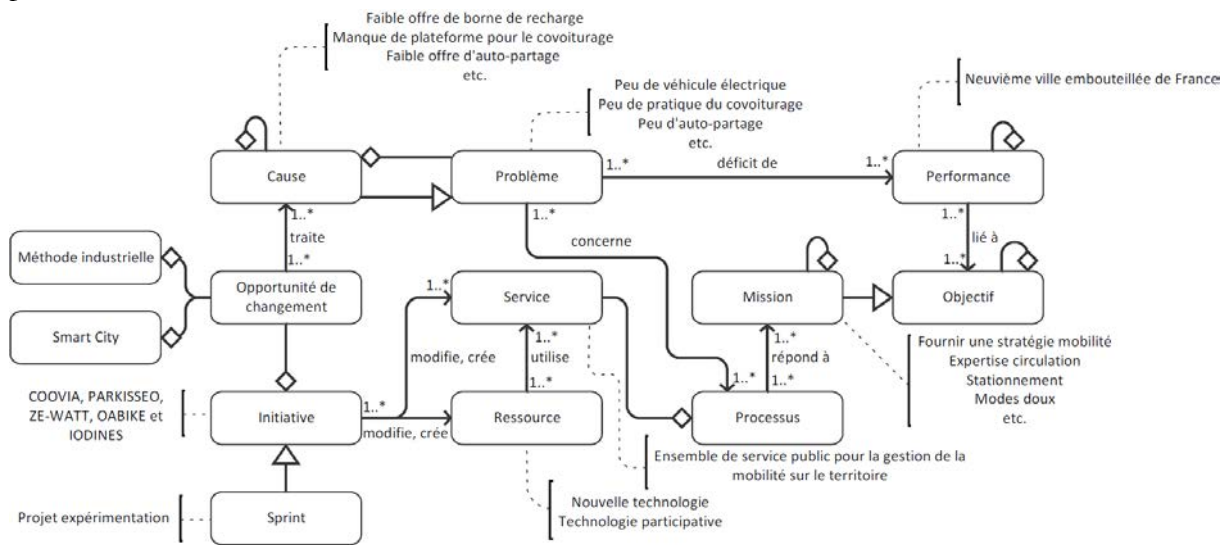 Faible offre de borne de recharge
Manque de plateforme pour le covoiturage
Faible offre d'auto-partage
etc.
Peu de véhicule électrique
Peu de pratique du covoiturage
Peu d'auto-partage
etc.
Neuvième ville embouteillée de France
Cause
Problème
1..*
déficit de
1..*
Performance
1..*
traite
1..*
1..*
concerne
1..*
lié à
1..*
Méthode industrielle
Opportunité de
changement
Smart City
1..*
Service
Mission
Objectif
modifie, crée
1..*
utilise
1..*
1..*
répond à
1..*
1..*
Fournir une stratégie mobilité
Expertise circulation
Stationnement
Modes doux
etc.
COOVIA, PARKISSEO,
ZE-WATT, OABIKE et
IODINES
Initiative
1..*
modifie, crée
Ressource
Processus
Ensemble de service public pour la gestion de la
mobilité sur le territoire
Nouvelle technologie
Technologie participative
Projet expérimentation
Sprint